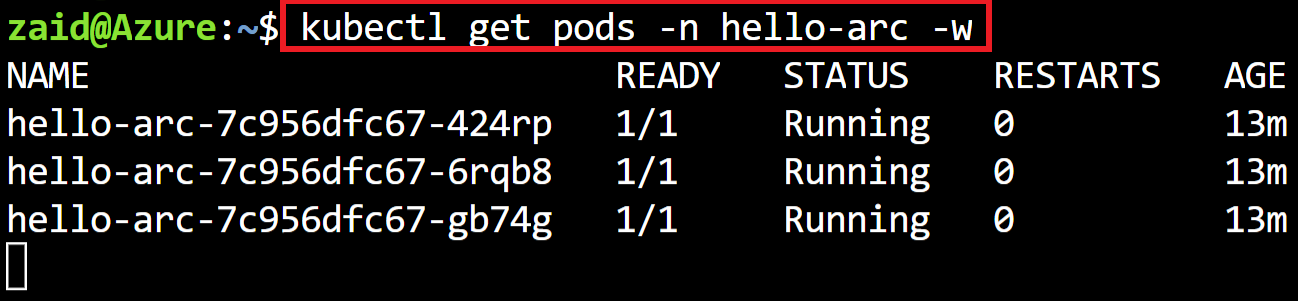 zaid@Azure:~$ kubectl get pods -n hello-arc -w
NAME READY STATUS RESTARTS AGE
hello-arc-7c956dfc67-424rp 1/1 Running 0 13m
hello-arc-7c956dfc67-6rqb8 1/1 Running 0 13m
hello-arc-7c956dfc67-gb74g 1/1 Running 0 13m